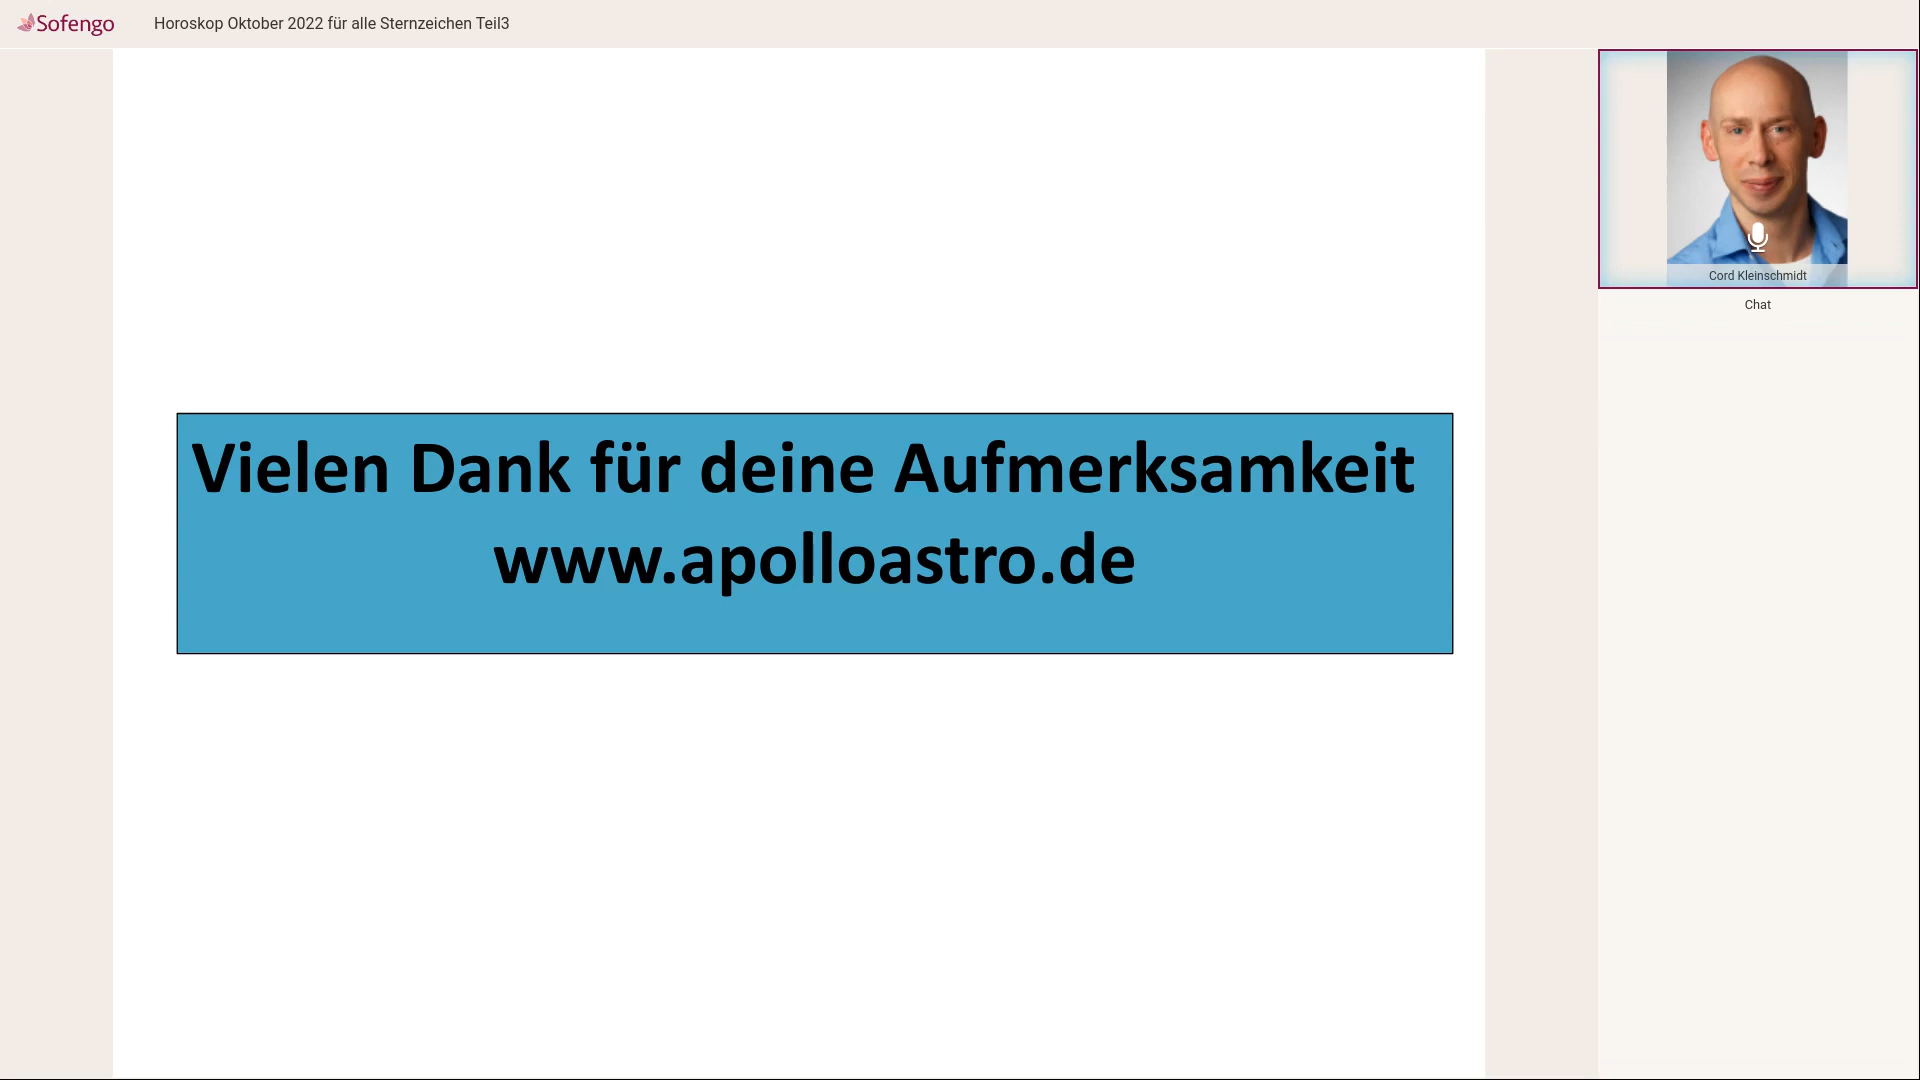 Sofengo
Horoskop Oktober 2022 für alle Sternzeichen Teil3
Cord Kleinschmidt
Chat
Vielen Dank für deine Aufmerksamkeit
www.apolloastro.de